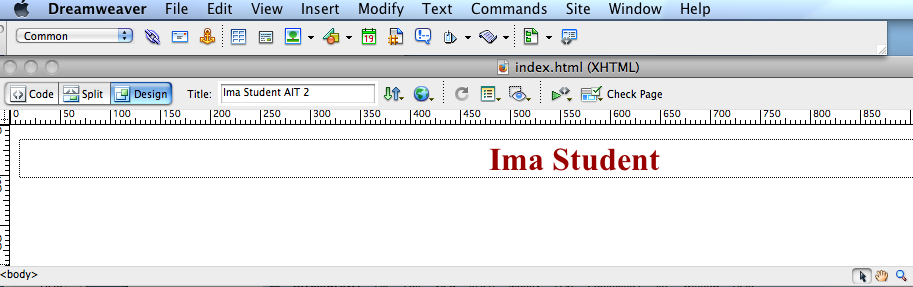 Dreamweaver File Edit View Insert Modify Text Commands Site Window Help
Common 19
index.html (XHTML)
Code Split Design Title: Ima Student AIT 2 Check Page
0 50 100 150 200 250 300 350 400 450 500 550 600 650 700 750 800 850
Ima Student
<body>